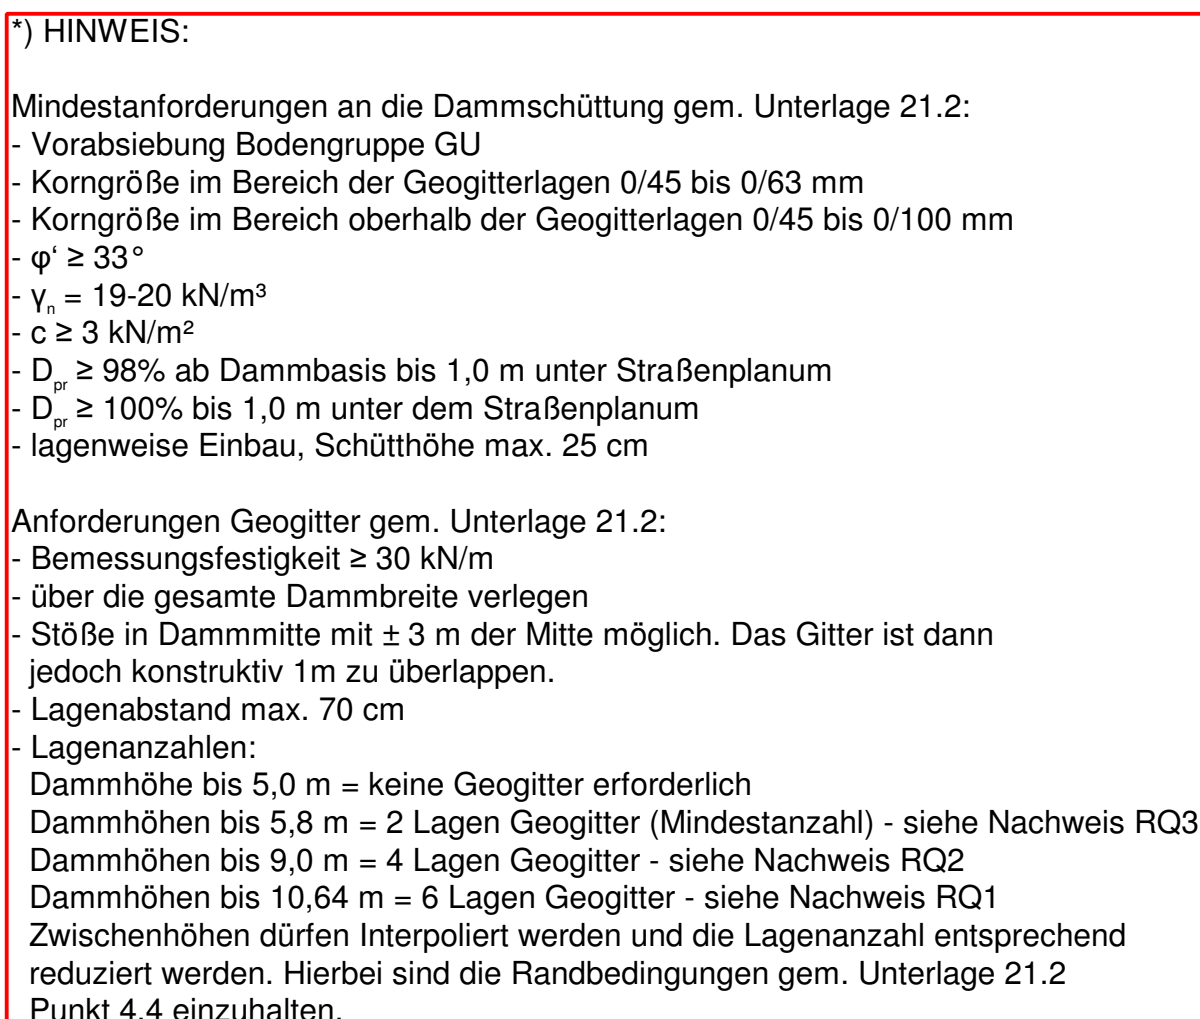 *) HINWEIS:
Mindestanforderungen an die Dammschüttung gem. Unterlage 21.2:
- Vorabsiebung Bodengruppe GU
- Korngröße im Bereich der Geogitterlagen 0/45 bis 0/63 mm
- Korngröße im Bereich oberhalb der Geogitterlagen 0/45 bis 0/100 mm
- φ‘ ≥ 33°
- γₙ = 19-20 kN/m³
- c ≥ 3 kN/m²
- D_pr ≥ 98% ab Dammbasis bis 1,0 m unter Straßenplanum
- D_pr ≥ 100% bis 1,0 m unter dem Straßenplanum
- lagenweise Einbau, Schütthöhe max. 25 cm
Anforderungen Geogitter gem. Unterlage 21.2:
- Bemessungsfestigkeit ≥ 30 kN/m
- über die gesamte Dammbreite verlegen
- Stöße in Dammmitte mit ± 3 m der Mitte möglich. Das Gitter ist dann
jedoch konstruktiv 1m zu überlappen.
- Lagenabstand max. 70 cm
- Lagenanzahlen:
Dammhöhe bis 5,0 m = keine Geogitter erforderlich
Dammhöhen bis 5,8 m = 2 Lagen Geogitter (Mindestanzahl) - siehe Nachweis RQ3
Dammhöhen bis 9,0 m = 4 Lagen Geogitter - siehe Nachweis RQ2
Dammhöhen bis 10,64 m = 6 Lagen Geogitter - siehe Nachweis RQ1
Zwischenhöhen dürfen Interpoliert werden und die Lagenanzahl entsprechend
reduziert werden. Hierbei sind die Randbedingungen gem. Unterlage 21.2
Punkt 4.4 einzuhalten.